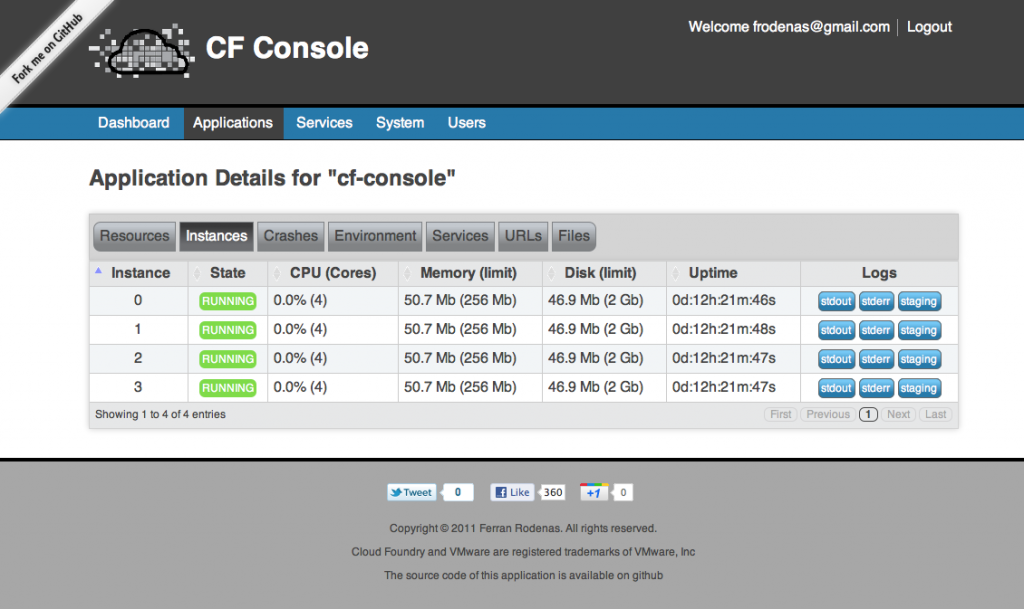 Fork me on GitHub
CF Console
Welcome frodenas@gmail.com Logout
Dashboard Applications Services System Users
Application Details for "cf-console"
Resources Instances Crashes Environment Services URLs Files
Instance State CPU (Cores) Memory (limit) Disk (limit) Uptime Logs
0 RUNNING 0.0% (4) 50.7 Mb (256 Mb) 46.9 Mb (2 Gb) 0d:12h:21m:46s stdout stderr staging
1 RUNNING 0.0% (4) 50.7 Mb (256 Mb) 46.9 Mb (2 Gb) 0d:12h:21m:48s stdout stderr staging
2 RUNNING 0.0% (4) 50.7 Mb (256 Mb) 46.9 Mb (2 Gb) 0d:12h:21m:47s stdout stderr staging
3 RUNNING 0.0% (4) 50.7 Mb (256 Mb) 46.9 Mb (2 Gb) 0d:12h:21m:47s stdout stderr staging
Showing 1 to 4 of 4 entries First Previous 1 Next Last
Tweet 0 Like 360 +1 0
Copyright © 2011 Ferran Rodenas. All rights reserved.
Cloud Foundry and VMware are registered trademarks of VMware, Inc
The source code of this application is available on github